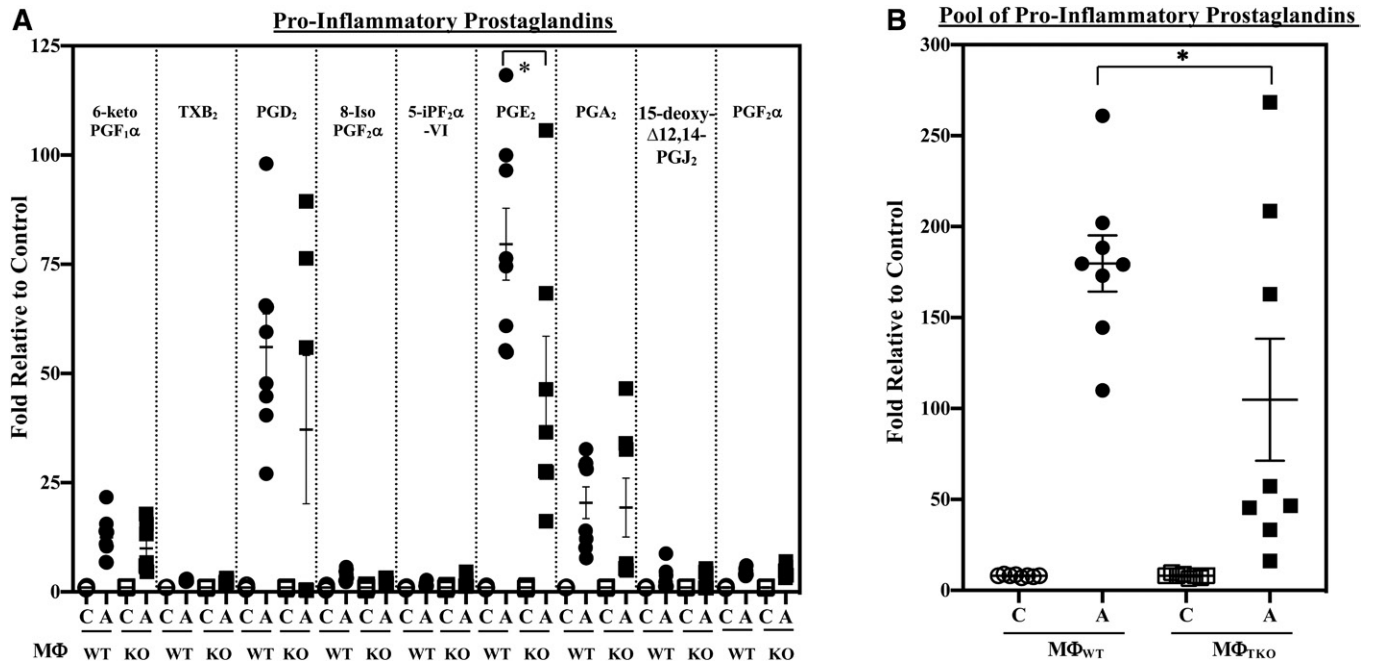 A
Pro-Inflammatory Prostaglandins
125
100
75
50
25
0
Fold Relative to Control
6-keto
PGF₁α
TXB₂
PGD₂
8-Iso
PGF₂α
5-iPF₂α
-VI
PGE₂
*
PGA₂
15-deoxy-
Δ12,14-
PGJ₂
PGF₂α
C A C A C A C A C A C A C A C A C A C A C A C A C A C A C A C A C A C A
MΦ WT KO WT KO WT KO WT KO WT KO WT KO WT KO WT KO WT KO
B
Pool of Pro-Inflammatory Prostaglandins
300
250
200
150
100
50
0
Fold Relative to Control
*
C A C A
MΦWT MΦTKO